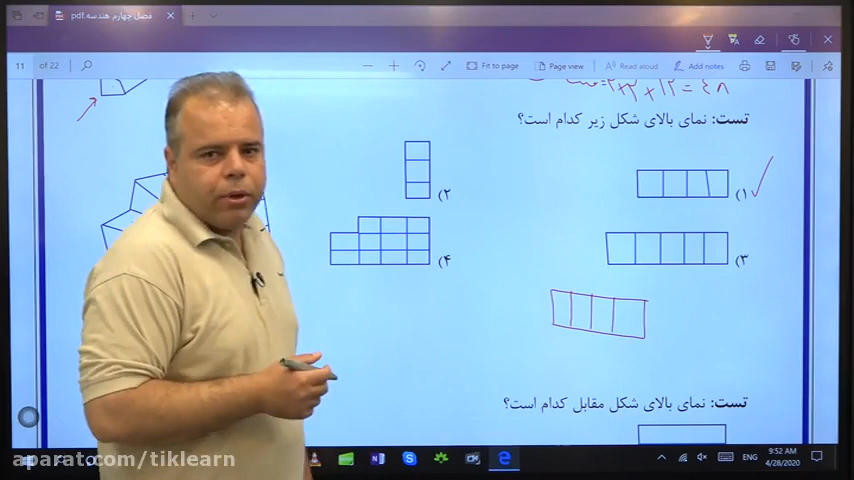 فصل چهارم هندسه.pdf
11 of 22
Fit to page
Page view
Read aloud
Add notes
تست: نمای بالای شکل زیر کدام است؟
(۱
(۲
(۳
(۴
تست: نمای بالای شکل مقابل کدام است؟
ENG
9:52 AM
4/28/2020
aparat.com/tiklearn